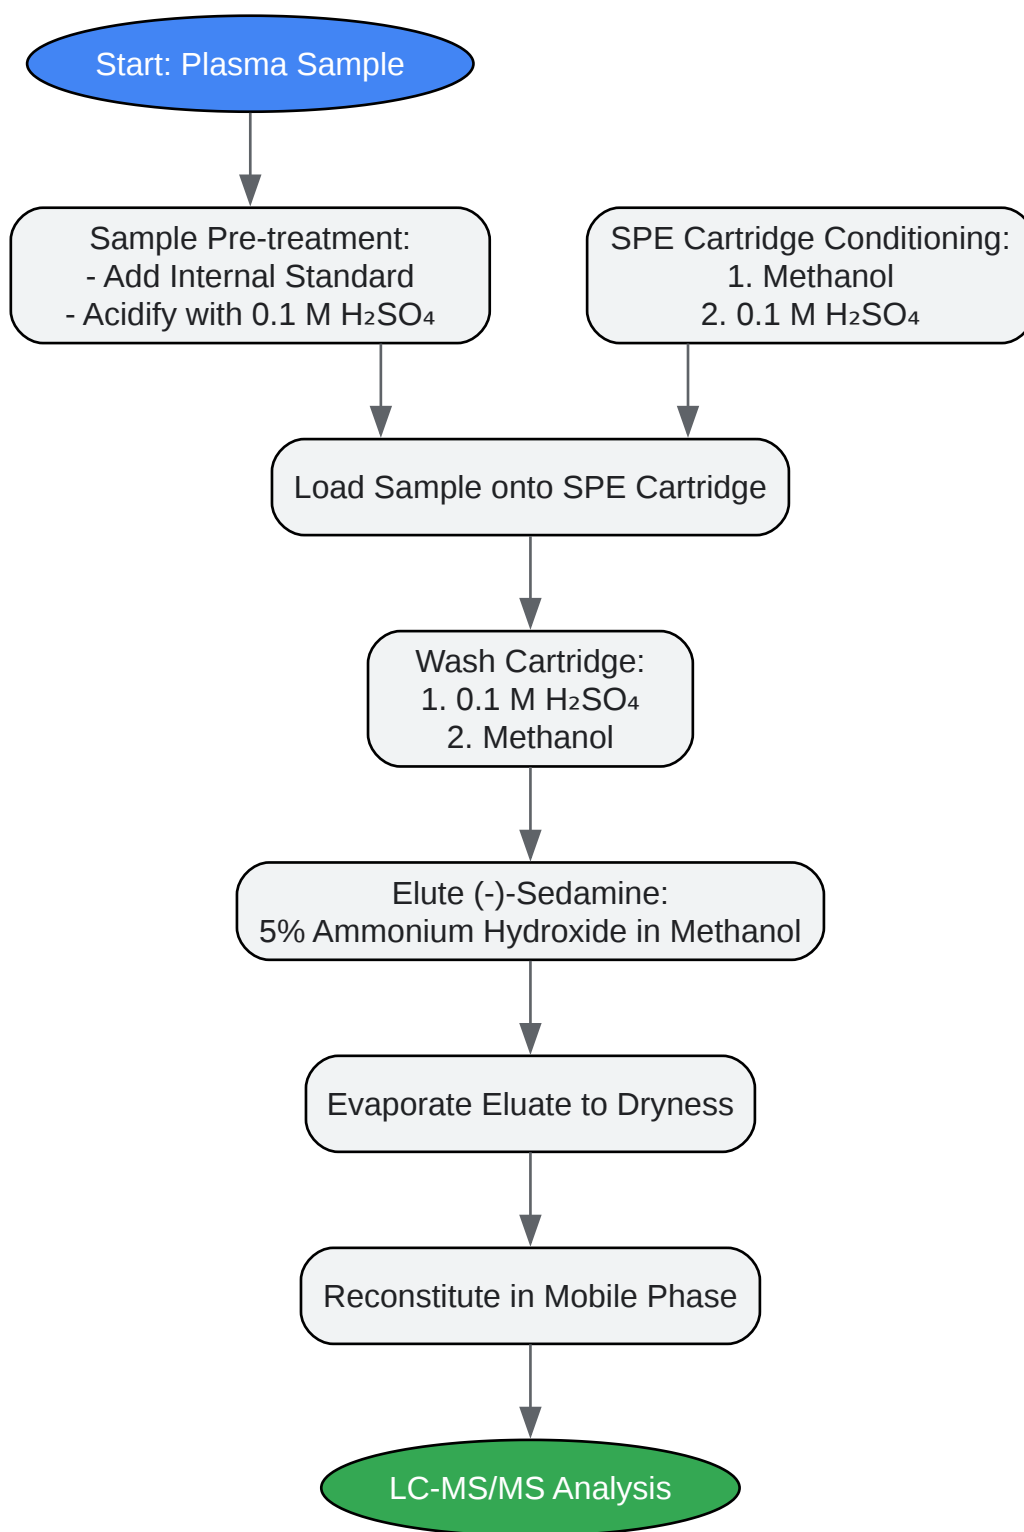 Start: Plasma Sample
Sample Pre-treatment:
- Add Internal Standard
- Acidify with 0.1 M H₂SO₄
SPE Cartridge Conditioning:
1. Methanol
2. 0.1 M H₂SO₄
Load Sample onto SPE Cartridge
Wash Cartridge:
1. 0.1 M H₂SO₄
2. Methanol
Elute (-)-Sedamine:
5% Ammonium Hydroxide in Methanol
Evaporate Eluate to Dryness
Reconstitute in Mobile Phase
LC-MS/MS Analysis